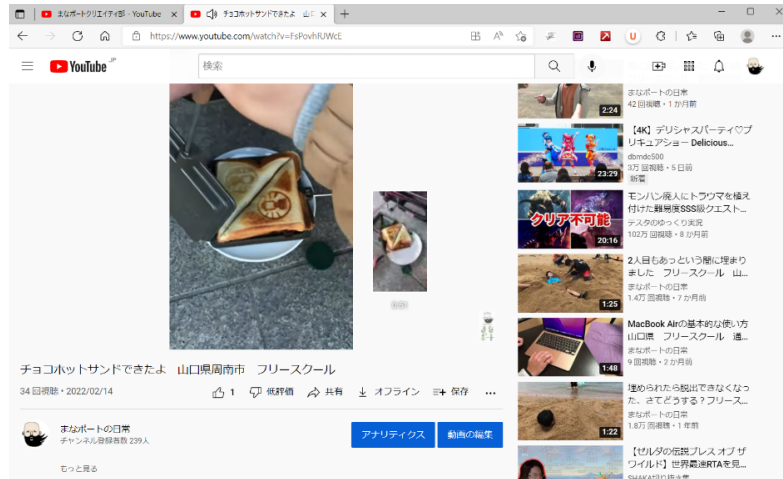 まなポートクリエイティ部 - YouTube
チョコホットサンドできたよ 山口
https://www.youtube.com/watch?v=FsPovhlUWcE
YouTube JP
検索
2:24
まなポートの日常
42 回視聴・1 か月前
【4K】デリシャスパーティ♡プ
リキュアショー Delicious...
dbmdc500
3万 回視聴・5 日前
新着
23:29
モンハン廃人にトラウマを植え
付けた難易度SSS級クエスト...
テスタのゆっくり実況
102万 回視聴・8 か月前
クリア不可能
20:16
2人目もあっという間に埋まり
ました フリースクール 山...
まなポートの日常
1.4万 回視聴・7 か月前
1:25
MacBook Airの基本的な使い方
山口県 フリースクール 通...
まなポートの日常
9 回視聴・2 か月前
1:48
埋められたら脱出できなくなっ
た、さてどうする？フリース...
まなポートの日常
1.8万 回視聴・1 年前
1:22
【ゼルダの伝説ブレス オブ ザ
ワイルド】世界最速RTAを見...
0:51
チョコホットサンドできたよ 山口県周南市 フリースクール
34 回視聴・2022/02/14
1 低評価 共有 オフライン 保存 ...
まなポートの日常
チャンネル登録者数 239人
アナリティクス 動画の編集
もっと見る